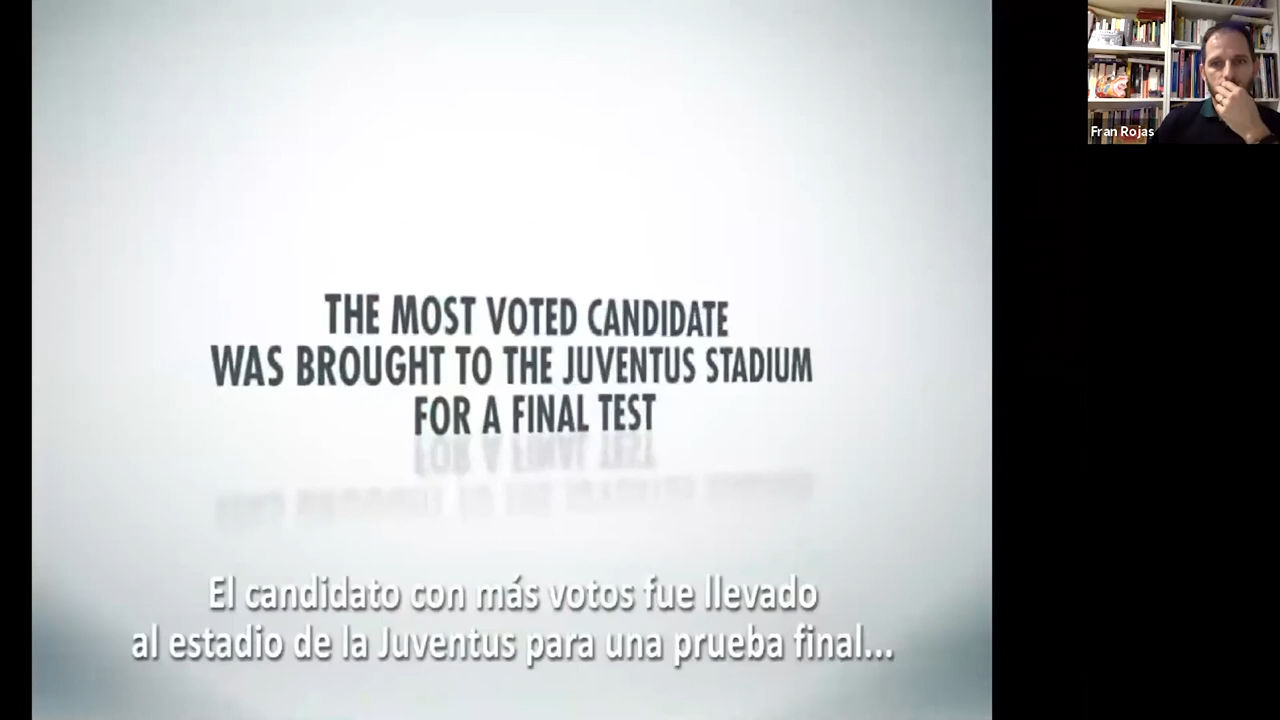 THE MOST VOTED CANDIDATE
WAS BROUGHT TO THE JUVENTUS STADIUM
FOR A FINAL TEST
El candidato con más votos fue llevado
al estadio de la Juventus para una prueba final...
Fran Rojas